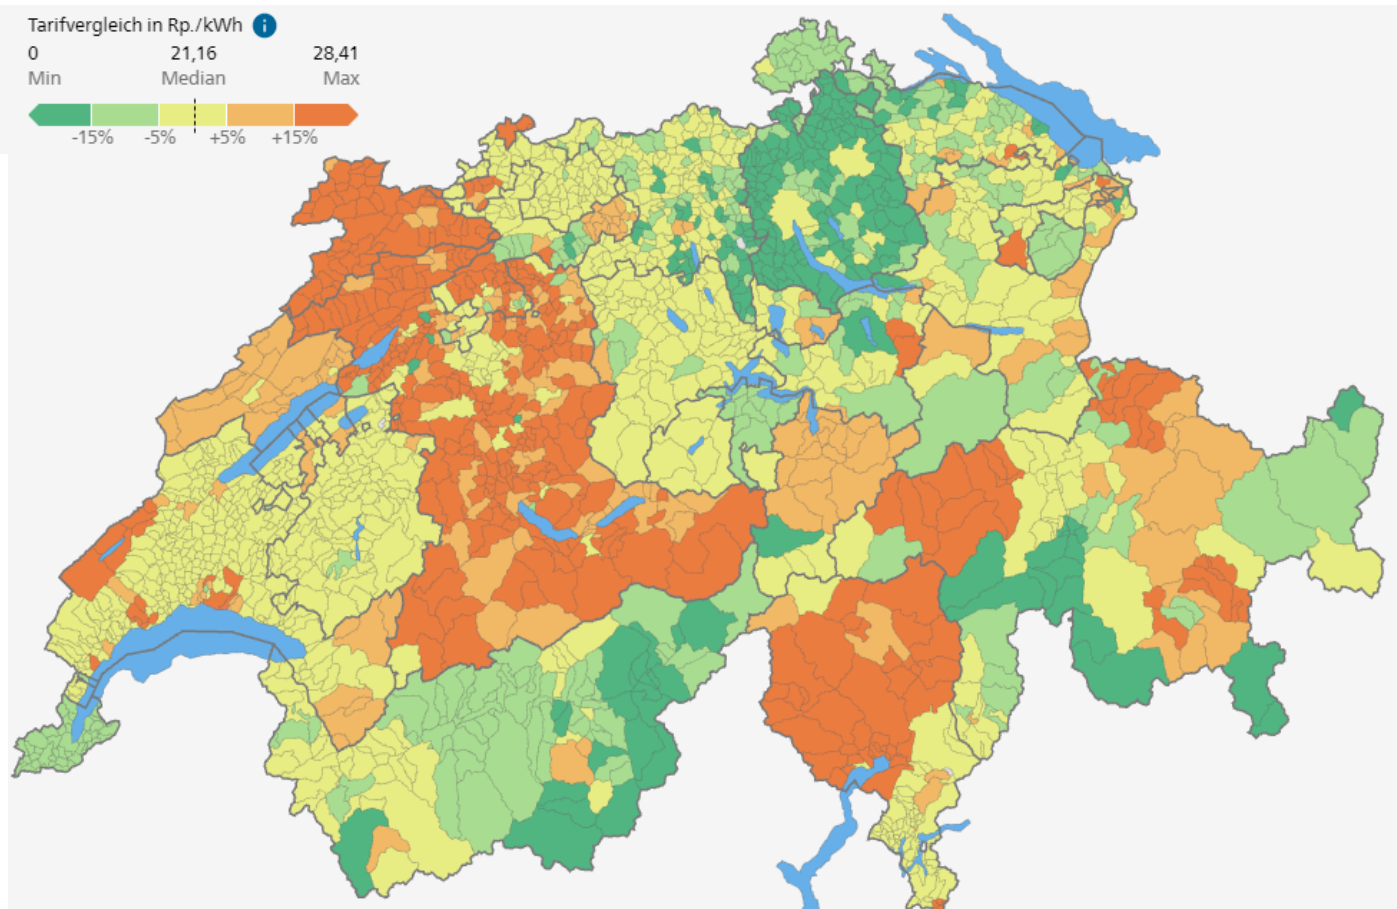 Tarifvergleich in Rp./kWh i
0 21,16 28,41
Min Median Max
-15% -5% +5% +15%